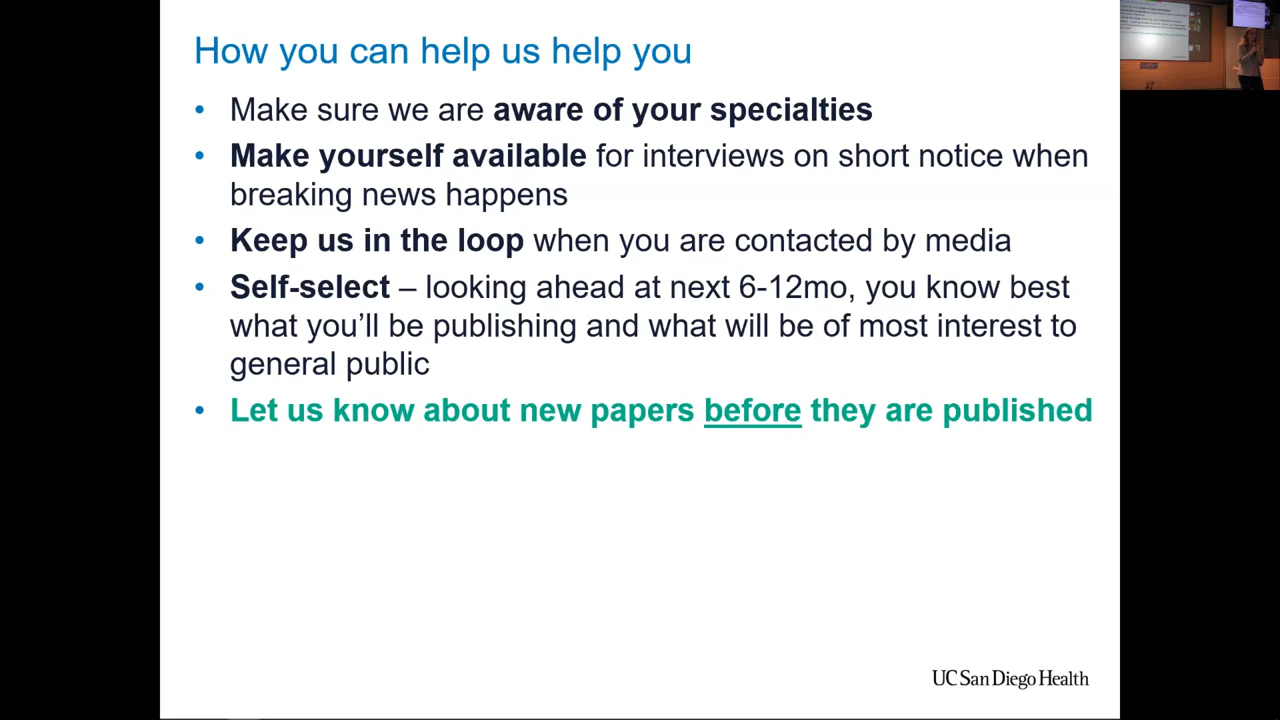 How you can help us help you
• Make sure we are aware of your specialties
• Make yourself available for interviews on short notice when
breaking news happens
• Keep us in the loop when you are contacted by media
• Self-select – looking ahead at next 6-12mo, you know best
what you’ll be publishing and what will be of most interest to
general public
• Let us know about new papers before they are published
UC San Diego Health